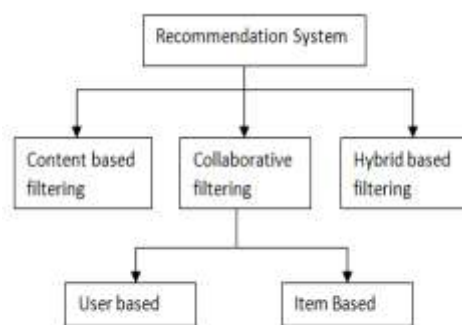 Recommendation System
Content based
filtering
Collaborative
filtering
Hybrid based
filtering
User based
Item Based